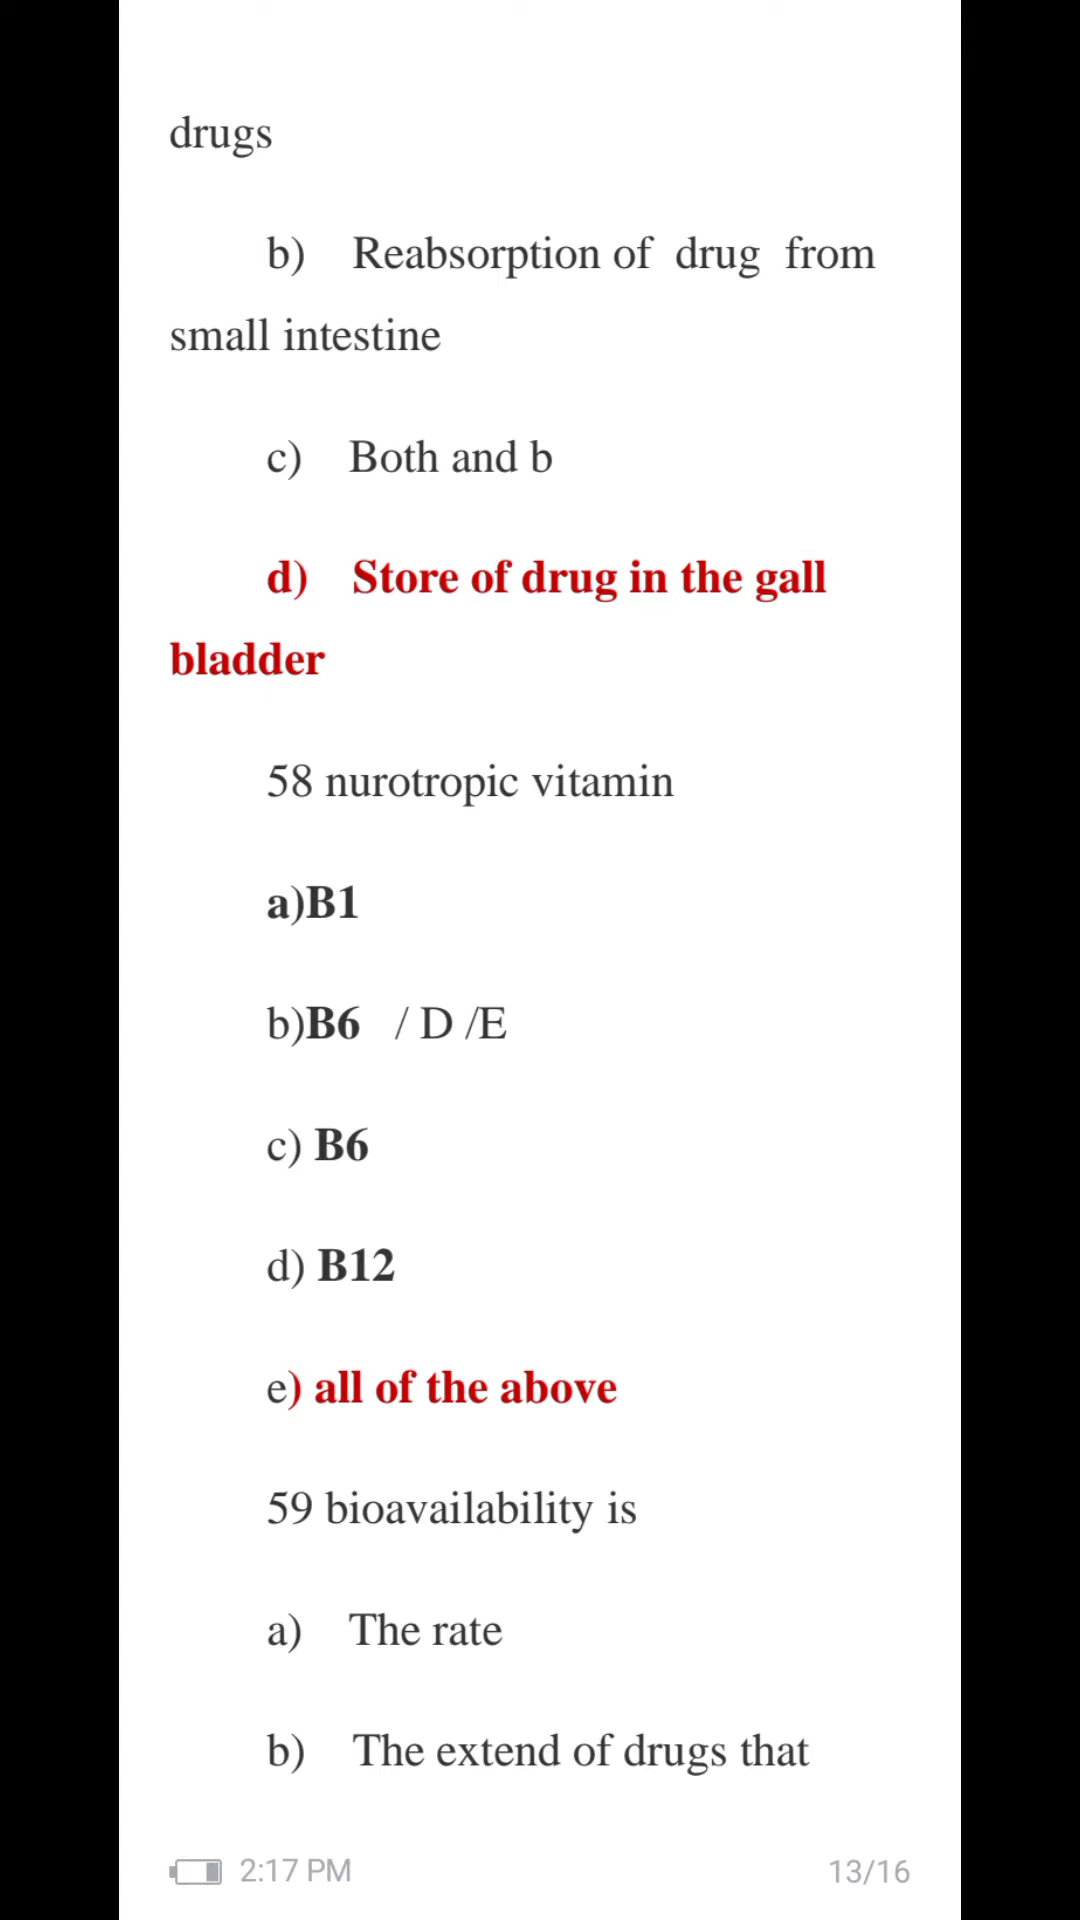 drugs
b) Reabsorption of drug from
small intestine
c) Both and b
d) Store of drug in the gall
bladder
58 nurotropic vitamin
a)B1
b)B6 / D /E
c) B6
d) B12
e) all of the above
59 bioavailability is
a) The rate
b) The extend of drugs that
2:17 PM 13/16